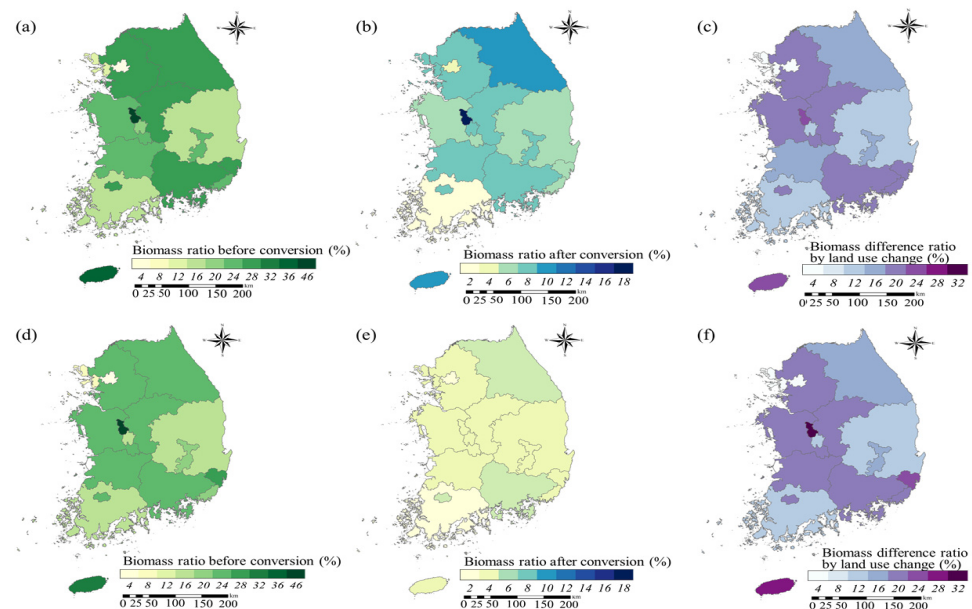 (a)
(b)
(c)
Biomass ratio before conversion (%)
4 8 12 16 20 24 28 32 36 46
0 25 50 100 150 200 km
Biomass ratio after conversion (%)
2 4 6 8 10 12 14 16 18
0 25 50 100 150 200 km
Biomass difference ratio
by land use change (%)
4 8 12 16 20 24 28 32
0 25 50 100 150 200 km
(d)
(e)
(f)
Biomass ratio before conversion (%)
4 8 12 16 20 24 28 32 36 46
0 25 50 100 150 200 km
Biomass ratio after conversion (%)
2 4 6 8 10 12 14 16 18
0 25 50 100 150 200 km
Biomass difference ratio
by land use change (%)
4 8 12 16 20 24 28 32
0 25 50 100 150 200 km